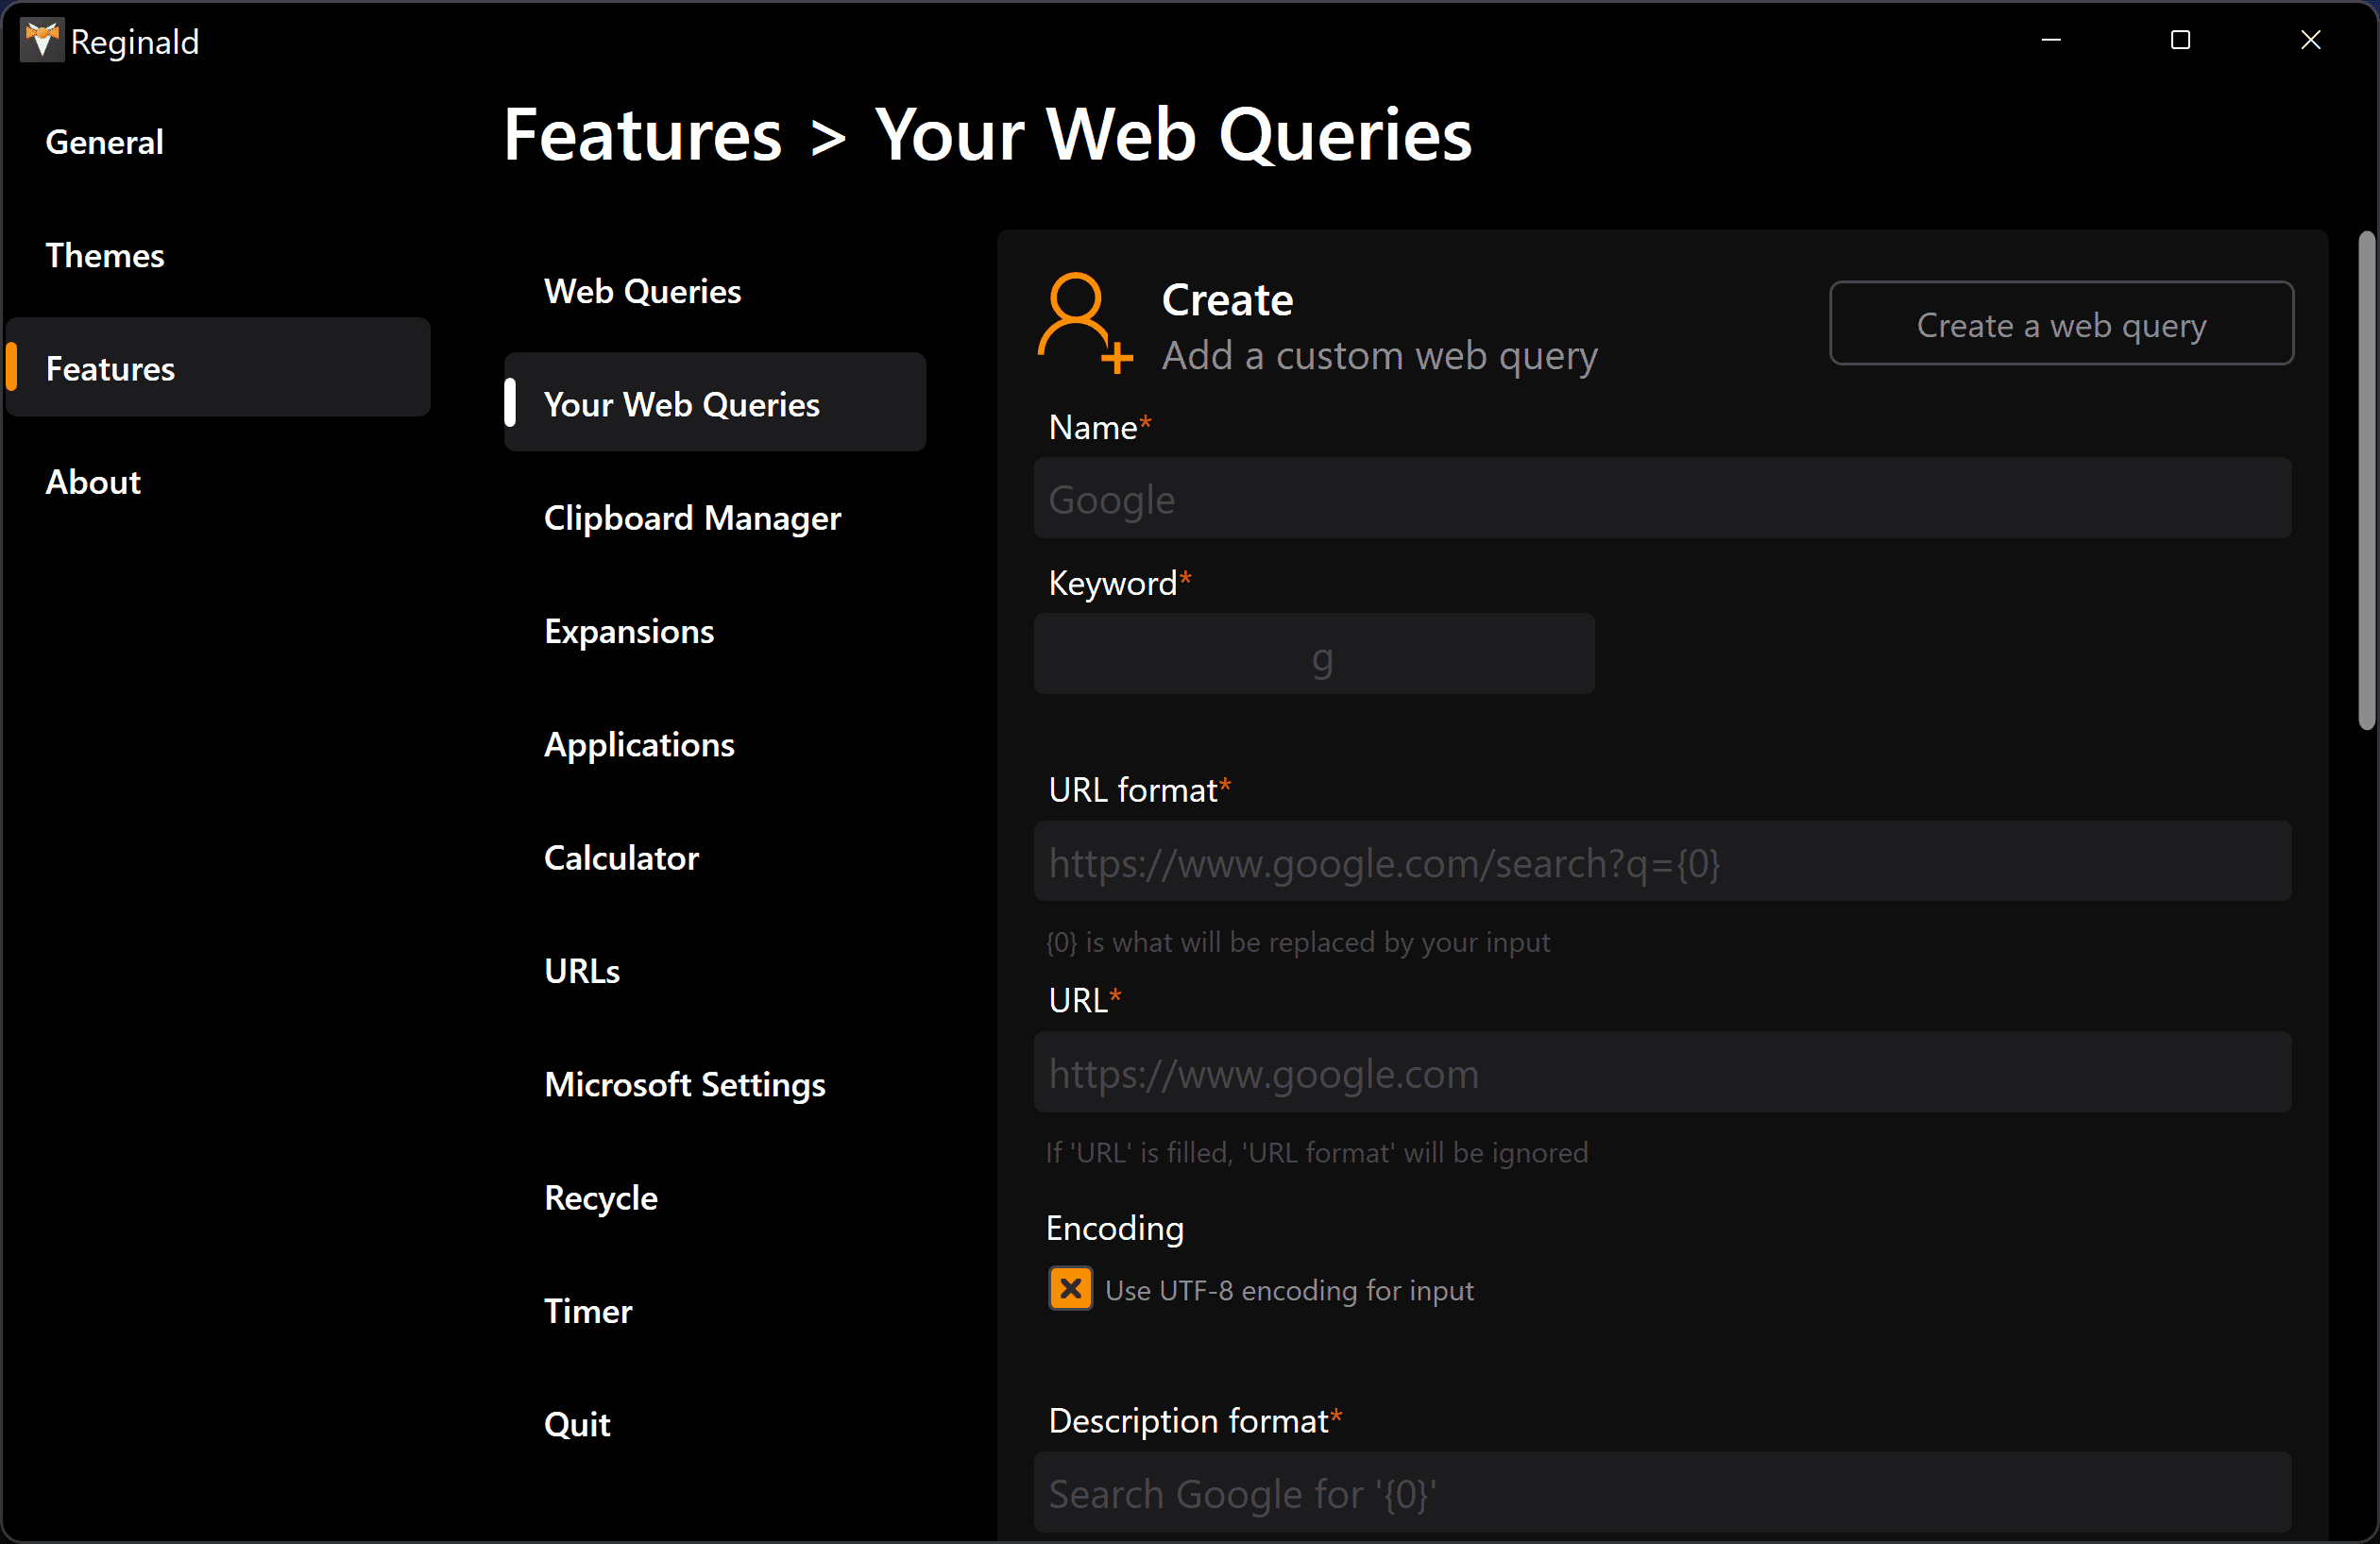 Reginald
General
Themes
Features
About
Features > Your Web Queries
Web Queries
Your Web Queries
Clipboard Manager
Expansions
Applications
Calculator
URLs
Microsoft Settings
Recycle
Timer
Quit
Create
Add a custom web query
Create a web query
Name*
Google
Keyword*
g
URL format*
https://www.google.com/search?q={0}
{0} is what will be replaced by your input
URL*
https://www.google.com
If 'URL' is filled, 'URL format' will be ignored
Encoding
Use UTF-8 encoding for input
Description format*
Search Google for '{0}'